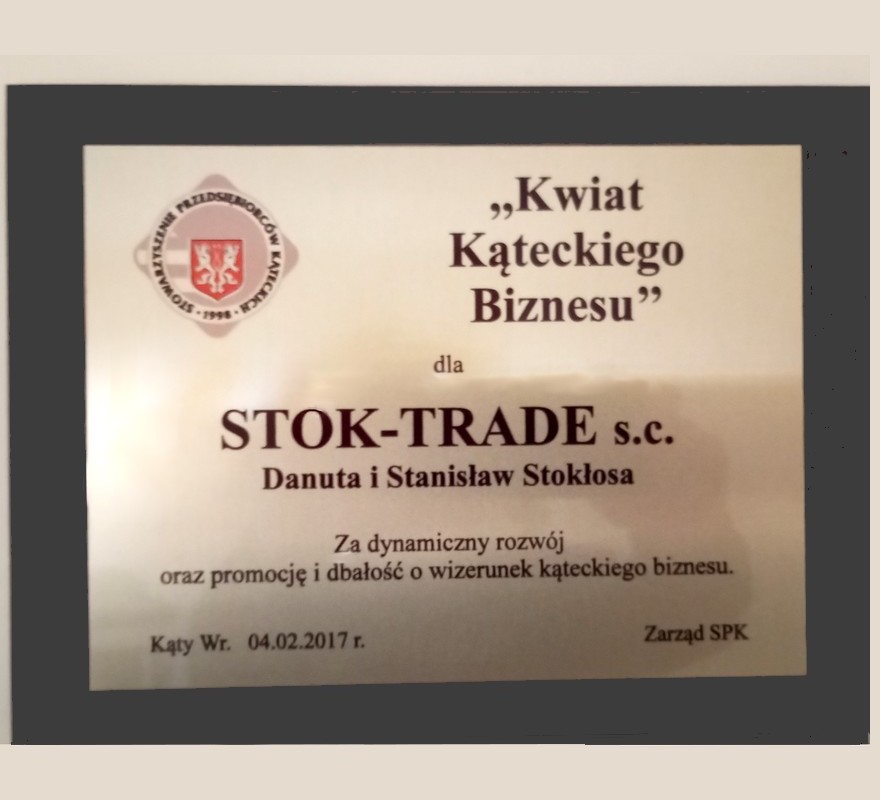 STOWARZYSZENIE PRZEDSIĘBIORCÓW KĄTECKICH
· 1998 ·
„Kwiat
Kąteckiego
Biznesu”
dla
STOK-TRADE s.c.
Danuta i Stanisław Stokłosa
Za dynamiczny rozwój
oraz promocję i dbałość o wizerunek kąteckiego biznesu.
Kąty Wr. 04.02.2017 r.
Zarząd SPK